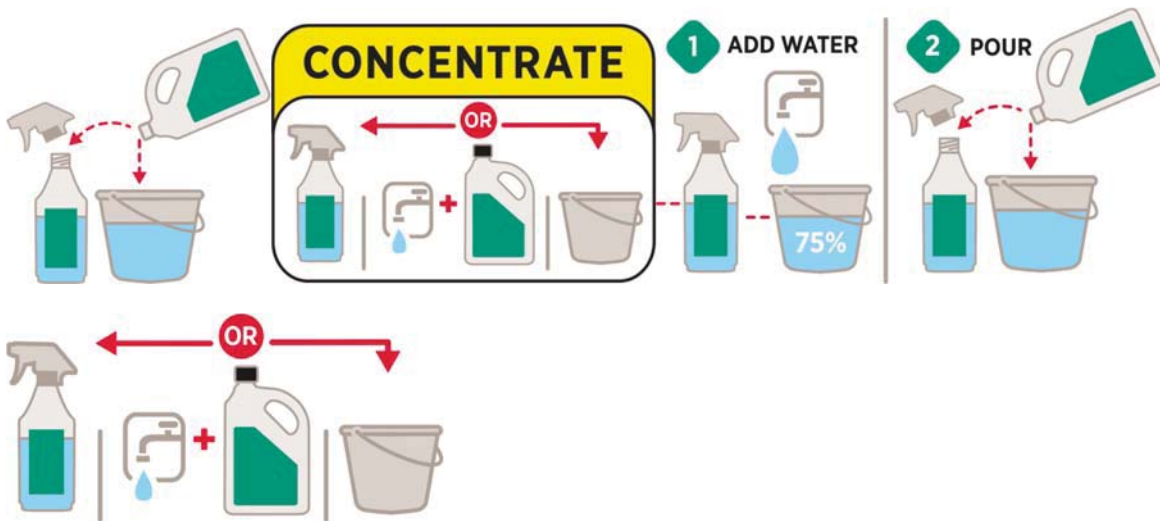 CONCENTRATE
OR
1 ADD WATER
75%
2 POUR
OR